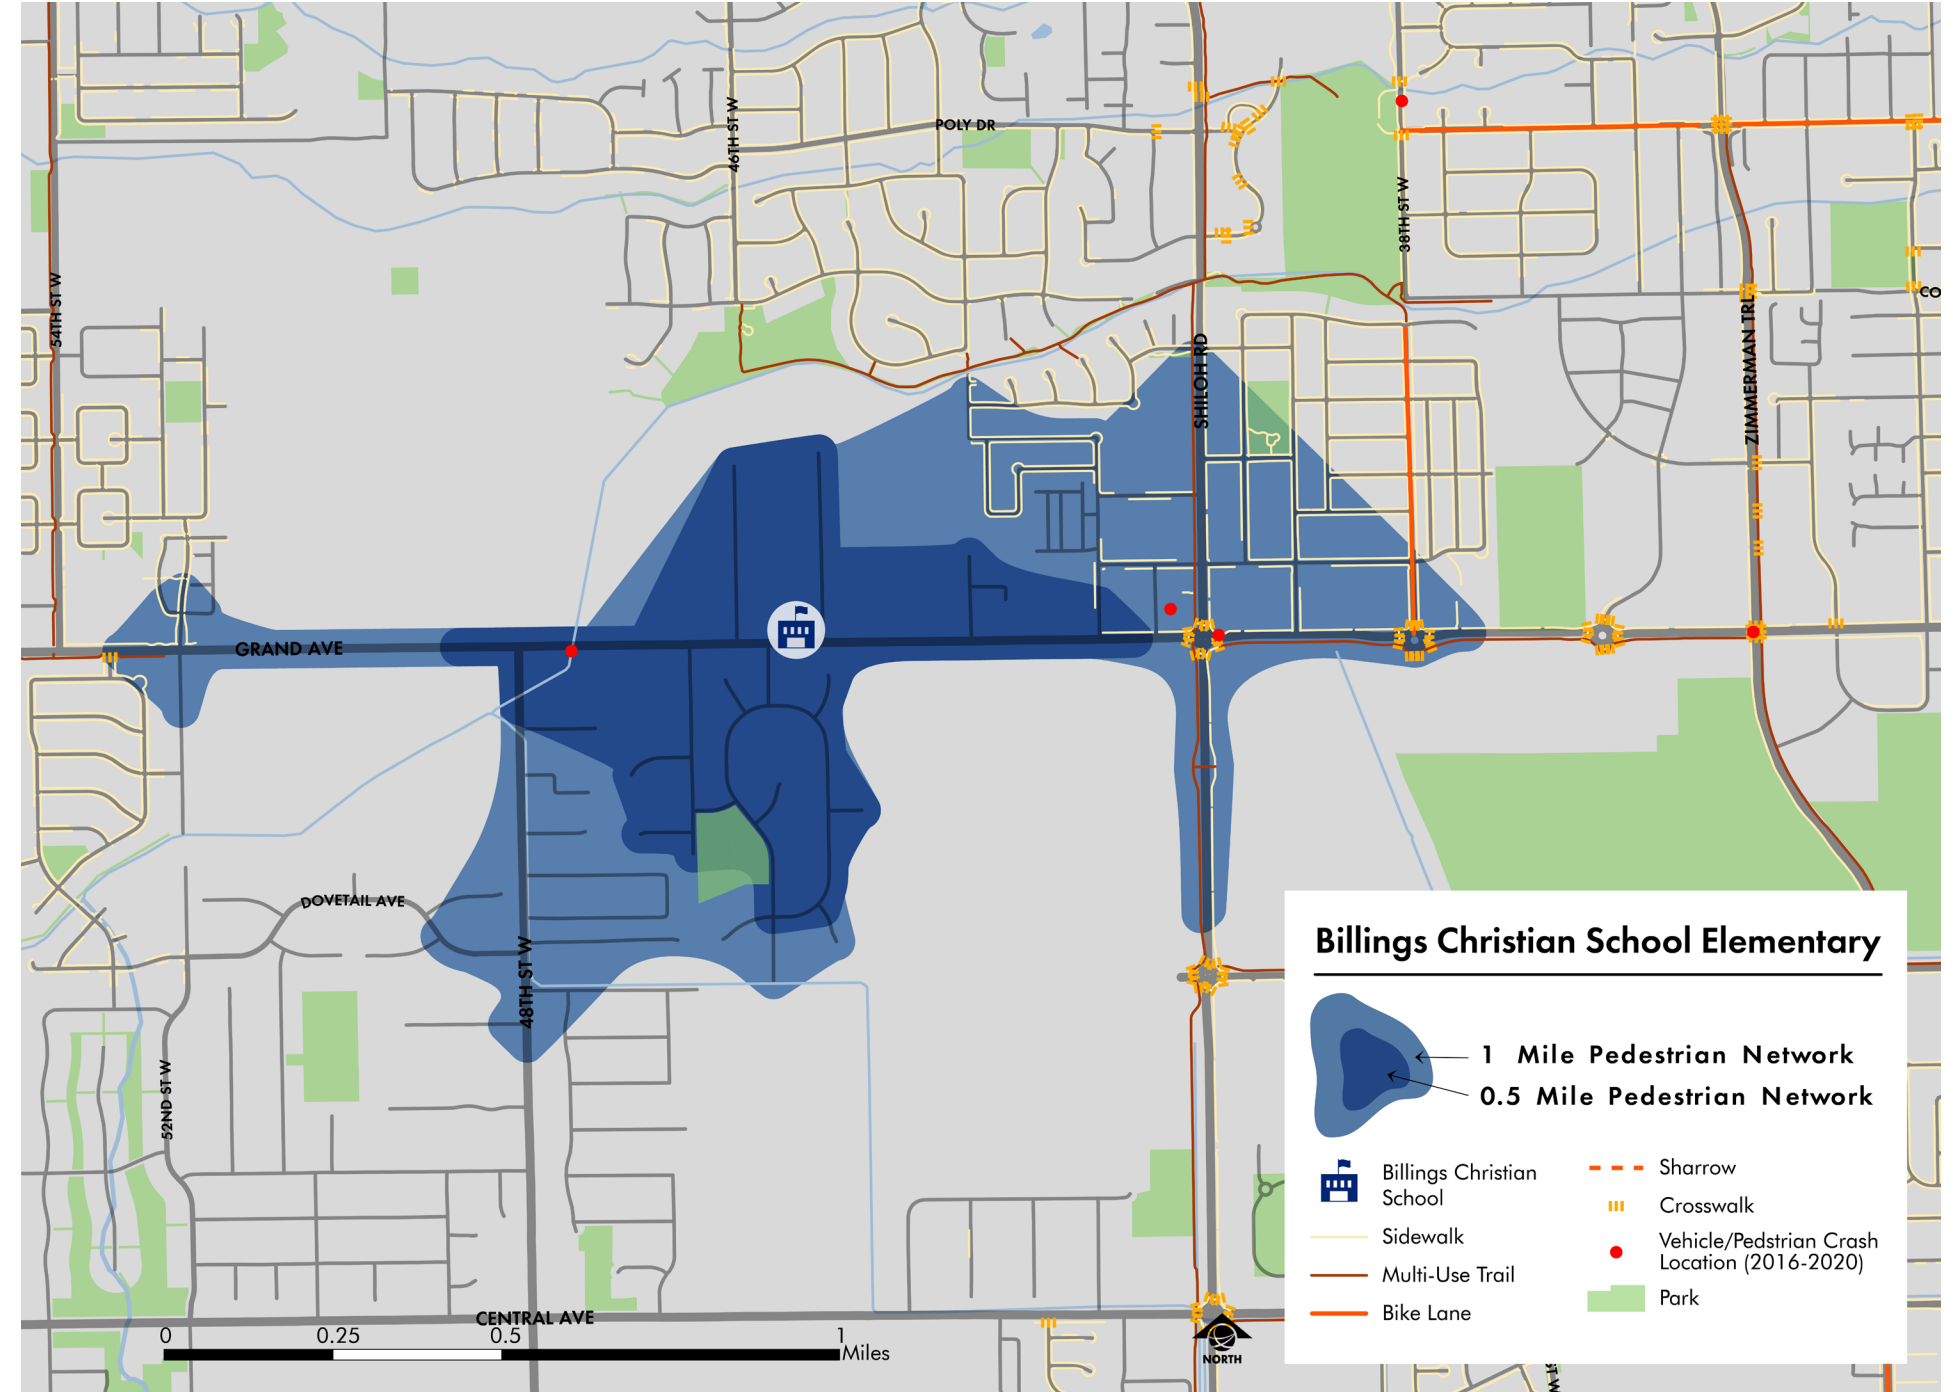 POLY DR
46TH ST W
38TH ST W
54TH ST W
CO
SHILOH RD
ZIMMERMAN TRL
GRAND AVE
DOVETAIL AVE
48TH ST W
52ND ST W
CENTRAL AVE
0 0.25 0.5 1
Miles
NORTH
ST W
Billings Christian School Elementary
1 Mile Pedestrian Network
0.5 Mile Pedestrian Network
Billings Christian
School
Sidewalk
Multi-Use Trail
Bike Lane
Sharrow
Crosswalk
Vehicle/Pedstrian Crash
Location (2016-2020)
Park